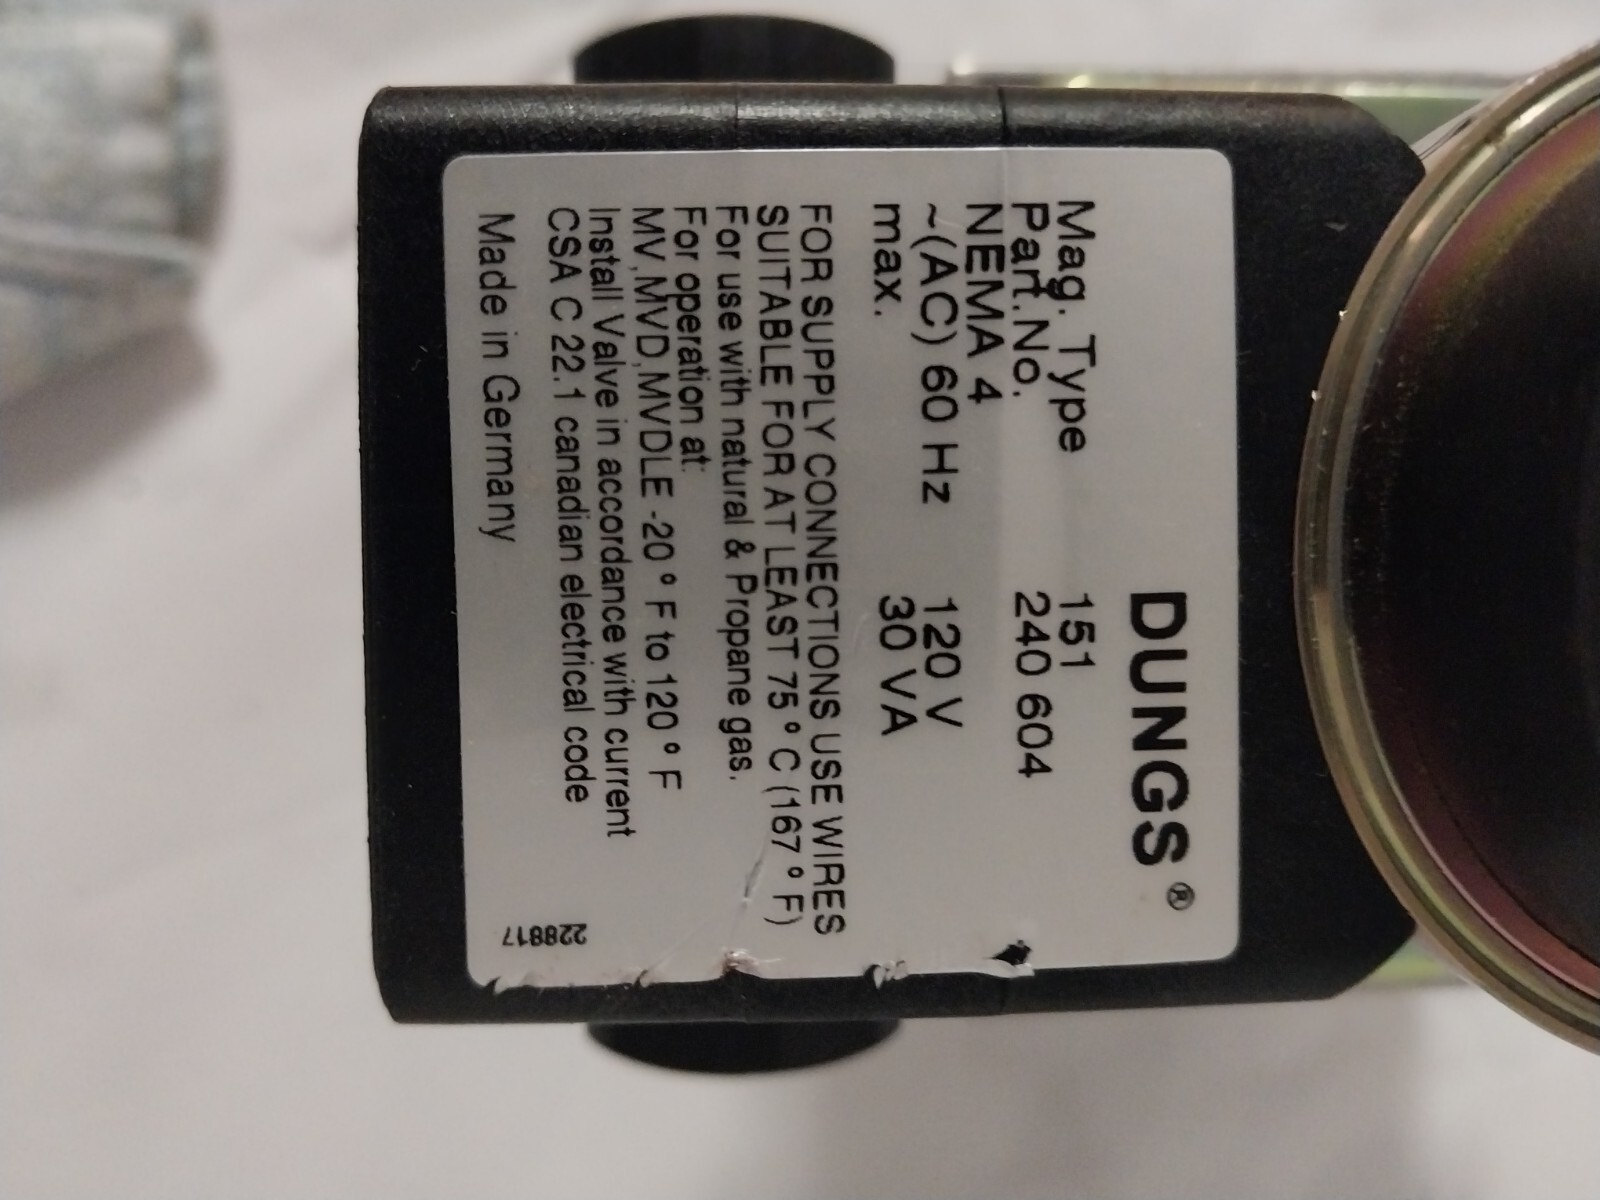 DUNGS®
Mag. Type 151
Part.No. 240 604
NEMA 4
~(AC) 60 Hz 120 V
max. 30 VA
FOR SUPPLY CONNECTIONS USE WIRES
SUITABLE FOR AT LEAST 75 ° C (167 ° F)
For use with natural & Propane gas.
For operation at:
MV,MVD,MVDLE -20 ° F to 120 ° F
Install Valve in accordance with current
CSA C 22.1 canadian electrical code
Made in Germany
228817